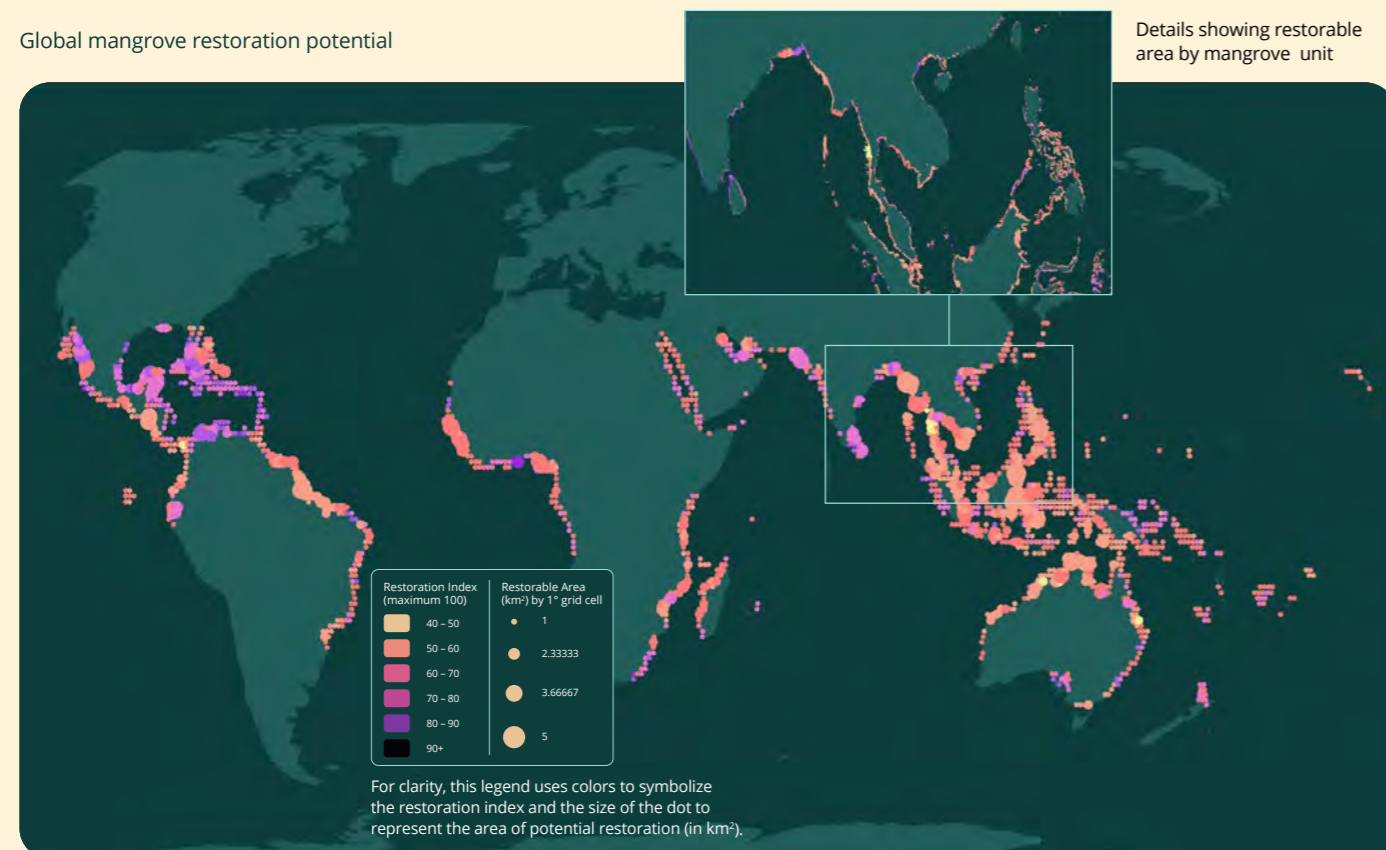 Global mangrove restoration potential
Details showing restorable
area by mangrove unit
Restoration Index
(maximum 100)
40 – 50
50 – 60
60 – 70
70 – 80
80 – 90
90+
Restorable Area
(km²) by 1° grid cell
1
2.33333
3.66667
5
For clarity, this legend uses colors to symbolize
the restoration index and the size of the dot to
represent the area of potential restoration (in km²).